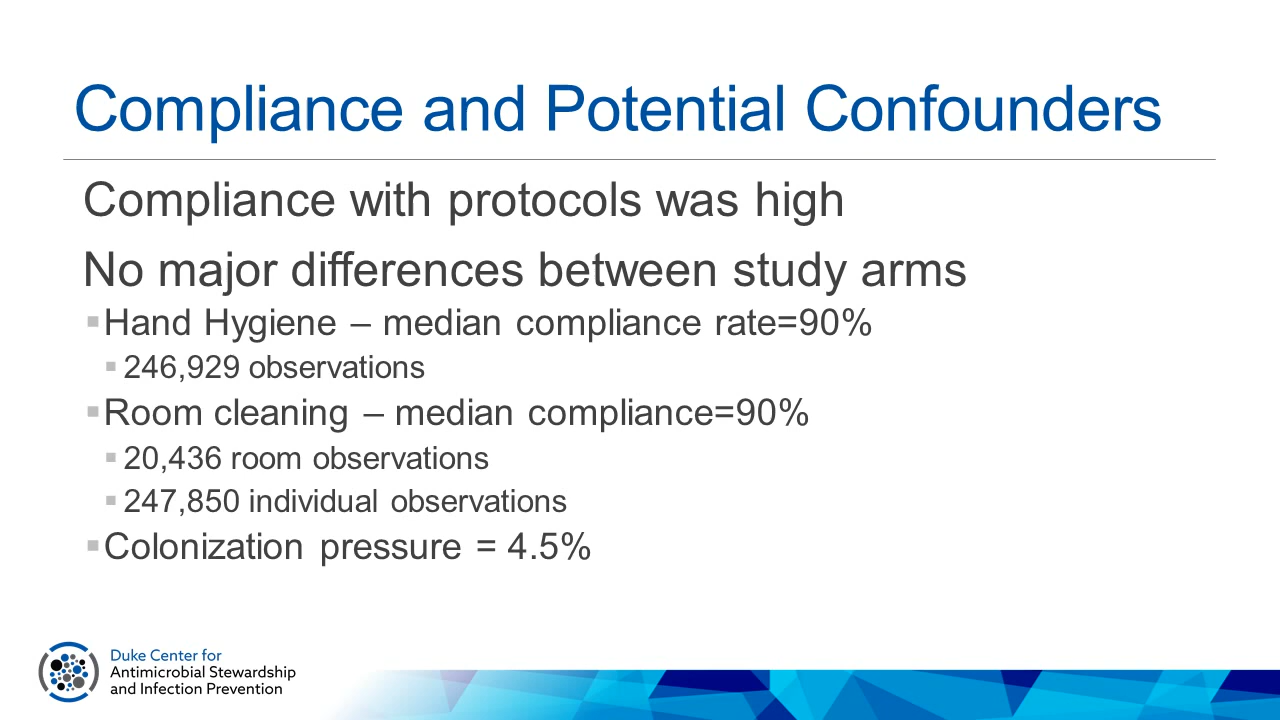 Compliance and Potential Confounders
Compliance with protocols was high
No major differences between study arms
▪Hand Hygiene – median compliance rate=90%
▪246,929 observations
▪Room cleaning – median compliance=90%
▪20,436 room observations
▪247,850 individual observations
▪Colonization pressure = 4.5%
Duke Center for
Antimicrobial Stewardship
and Infection Prevention